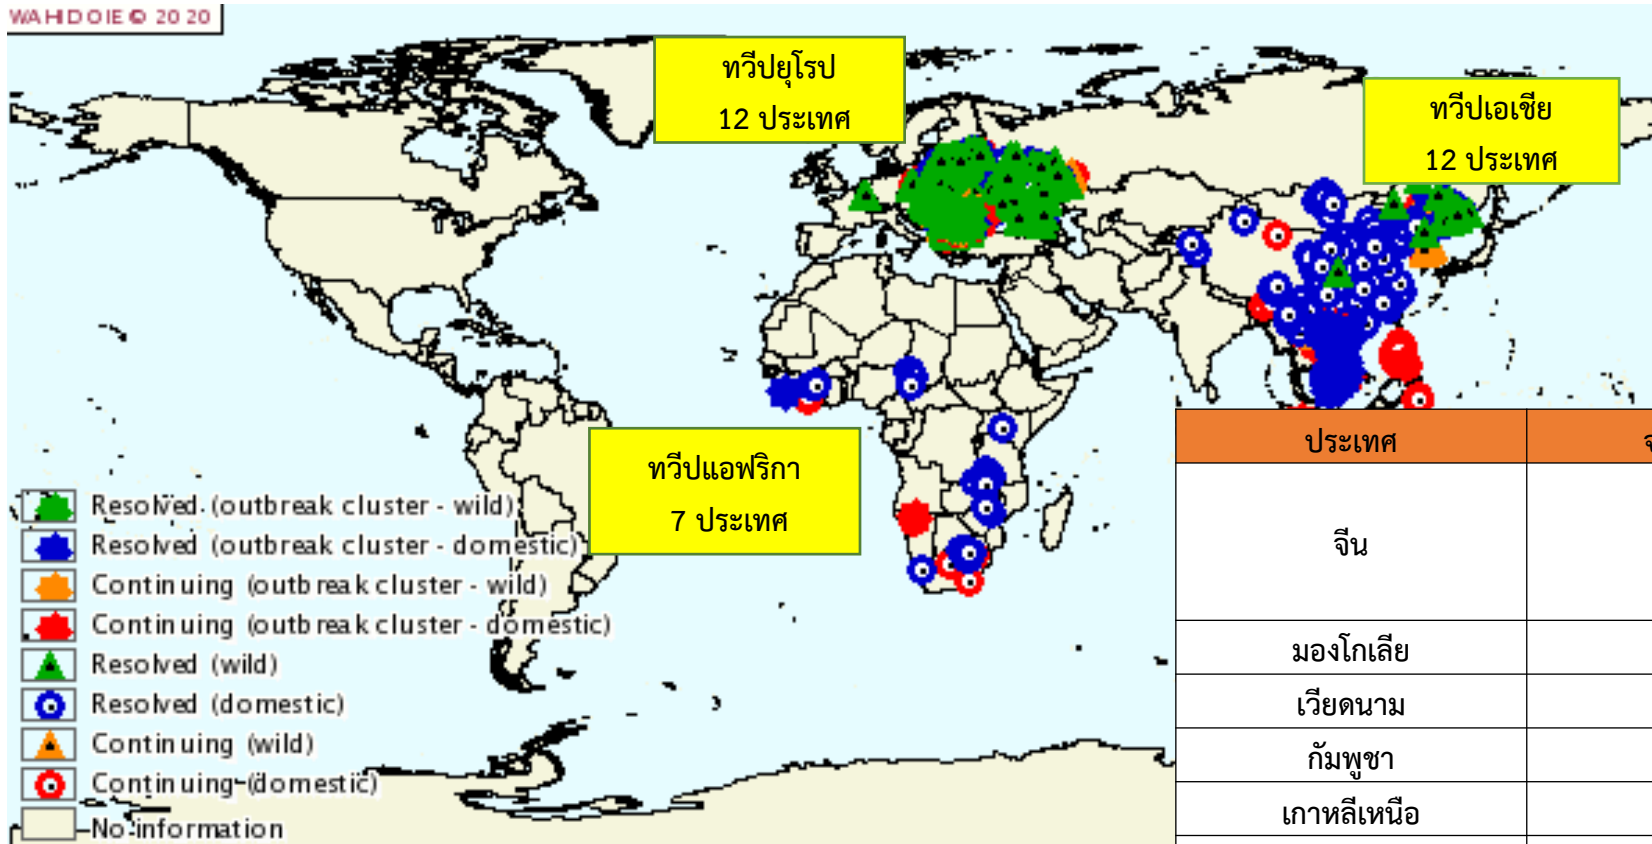 WAHIDOIE © 2020
ทวีปยุโรป
12 ประเทศ
ทวีปเอเชีย
12 ประเทศ
ทวีปแอฟริกา
7 ประเทศ
Resolved (outbreak cluster - wild)
Resolved (outbreak cluster - domestic)
Continuing (outbreak cluster - wild)
Continuing (outbreak cluster - domestic)
Resolved (wild)
Resolved (domestic)
Continuing (wild)
Continuing (domestic)
No information
ประเทศ
จีน
มองโกเลีย
เวียดนาม
กัมพูชา
เกาหลีเหนือ